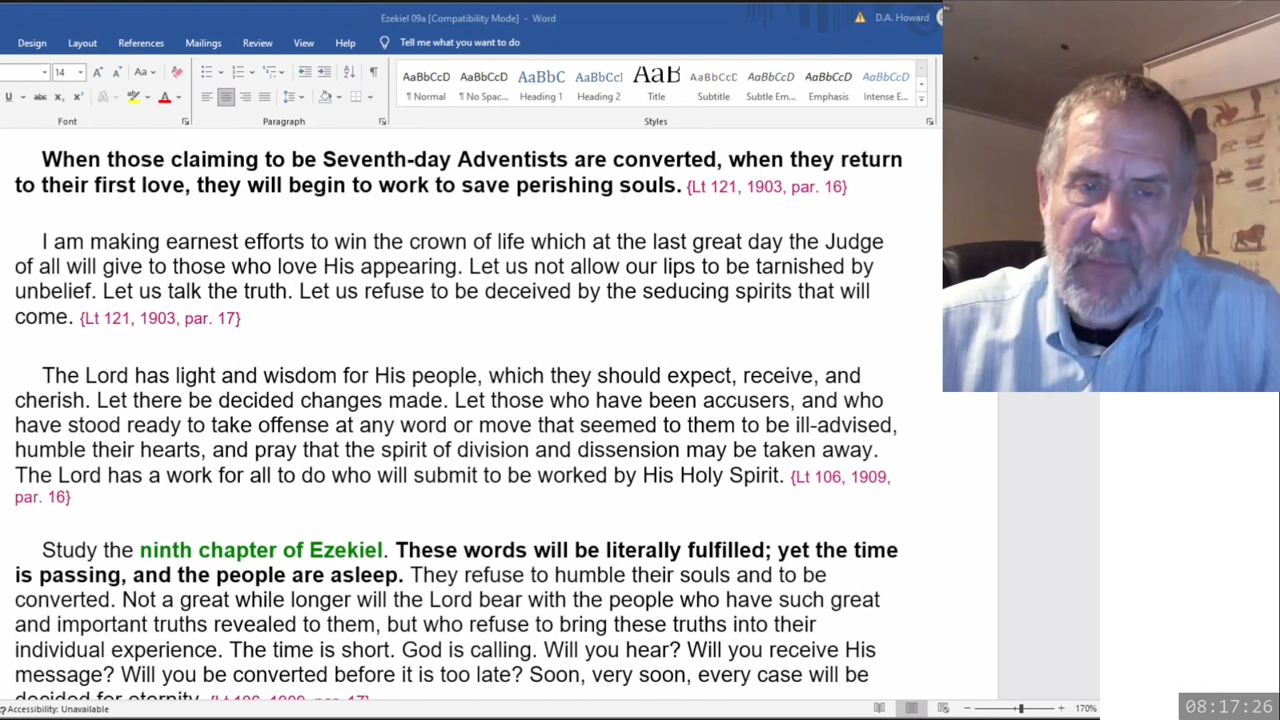 Ezekiel 09a [Compatibility Mode] - Word
D.A. Howard
Design Layout References Mailings Review View Help Tell me what you want to do
14
AaBbCcD AaBbCcD AaBbC AaBbCcI AaB AaBbCcD AaBbCcD AaBbCcD AaBbCcD
¶ Normal ¶ No Spac... Heading 1 Heading 2 Title Subtitle Subtle Em... Emphasis Intense E...
Font Paragraph Styles
When those claiming to be Seventh-day Adventists are converted, when they return
to their first love, they will begin to work to save perishing souls. {Lt 121, 1903, par. 16}
I am making earnest efforts to win the crown of life which at the last great day the Judge
of all will give to those who love His appearing. Let us not allow our lips to be tarnished by
unbelief. Let us talk the truth. Let us refuse to be deceived by the seducing spirits that will
come. {Lt 121, 1903, par. 17}
The Lord has light and wisdom for His people, which they should expect, receive, and
cherish. Let there be decided changes made. Let those who have been accusers, and who
have stood ready to take offense at any word or move that seemed to them to be ill-advised,
humble their hearts, and pray that the spirit of division and dissension may be taken away.
The Lord has a work for all to do who will submit to be worked by His Holy Spirit. {Lt 106, 1909,
par. 16}
Study the ninth chapter of Ezekiel. These words will be literally fulfilled; yet the time
is passing, and the people are asleep. They refuse to humble their souls and to be
converted. Not a great while longer will the Lord bear with the people who have such great
and important truths revealed to them, but who refuse to bring these truths into their
individual experience. The time is short. God is calling. Will you hear? Will you receive His
message? Will you be converted before it is too late? Soon, very soon, every case will be
decided for eternity. {Lt 106, 1909, par. 17}
Accessibility: Unavailable
170%
08:17:26